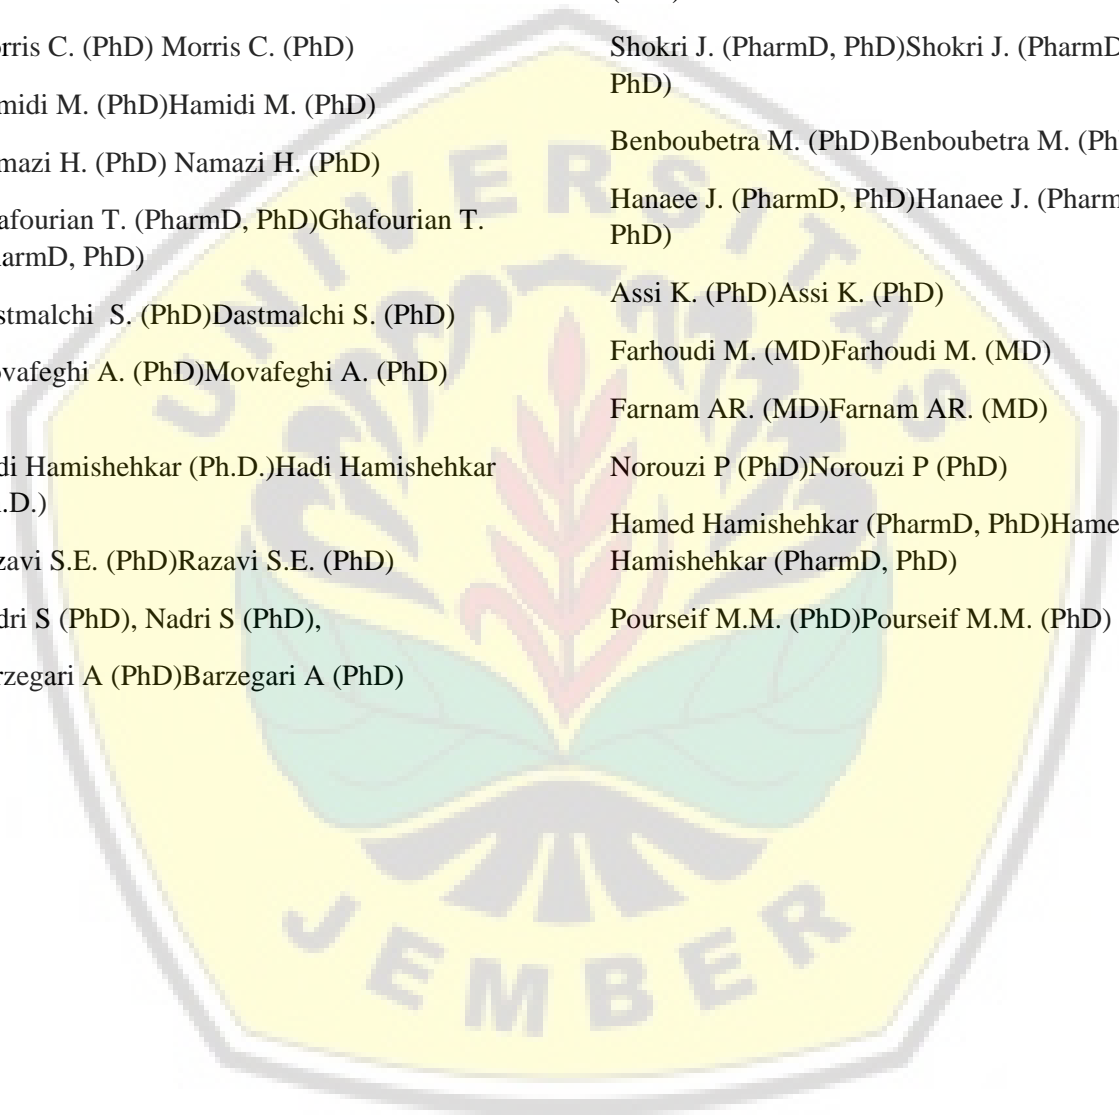 orris C. (PhD) Morris C. (PhD)
midi M. (PhD)Hamidi M. (PhD)
mazi H. (PhD) Namazi H. (PhD)
afourian T. (PharmD, PhD)Ghafourian T.
armD, PhD)
stmalchi S. (PhD)Dastmalchi S. (PhD)
ovafeghi A. (PhD)Movafeghi A. (PhD)
di Hamishehkar (Ph.D.)Hadi Hamishehkar
.D.)
zavi S.E. (PhD)Razavi S.E. (PhD)
dri S (PhD), Nadri S (PhD),
rzegari A (PhD)Barzegari A (PhD)
Shokri J. (PharmD, PhD)Shokri J. (PharmD
PhD)
Benboubetra M. (PhD)Benboubetra M. (Ph
Hanaee J. (PharmD, PhD)Hanaee J. (Pharm
PhD)
Assi K. (PhD)Assi K. (PhD)
Farhoudi M. (MD)Farhoudi M. (MD)
Farnam AR. (MD)Farnam AR. (MD)
Norouzi P (PhD)Norouzi P (PhD)
Hamed Hamishehkar (PharmD, PhD)Hame
Hamishehkar (PharmD, PhD)
Pourseif M.M. (PhD)Pourseif M.M. (PhD)
UNIVERSITAS
JEMBER